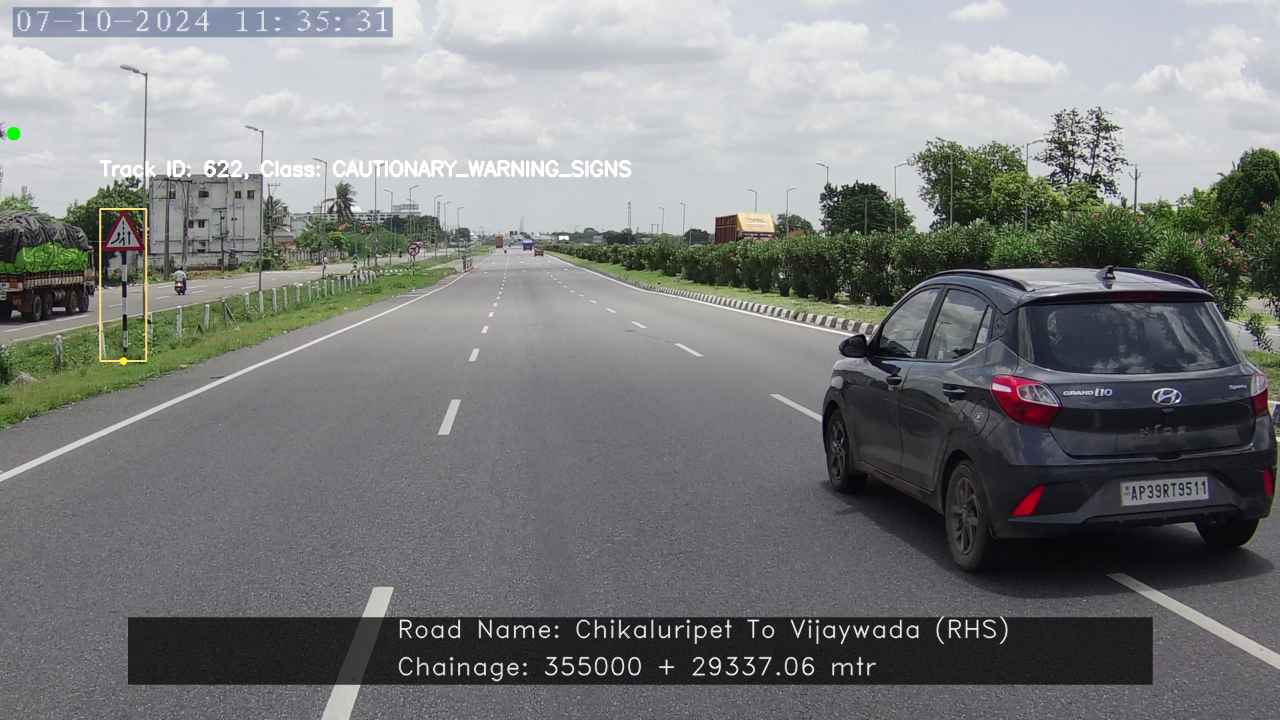 07-10-2024 11:35:31
Track ID: 622, Class: CAUTIONARY_WARNING_SIGNS
GRAND i10
AP39RT9511
Road Name: Chikaluripet To Vijaywada (RHS)
Chainage: 355000 + 29337.06 mtr